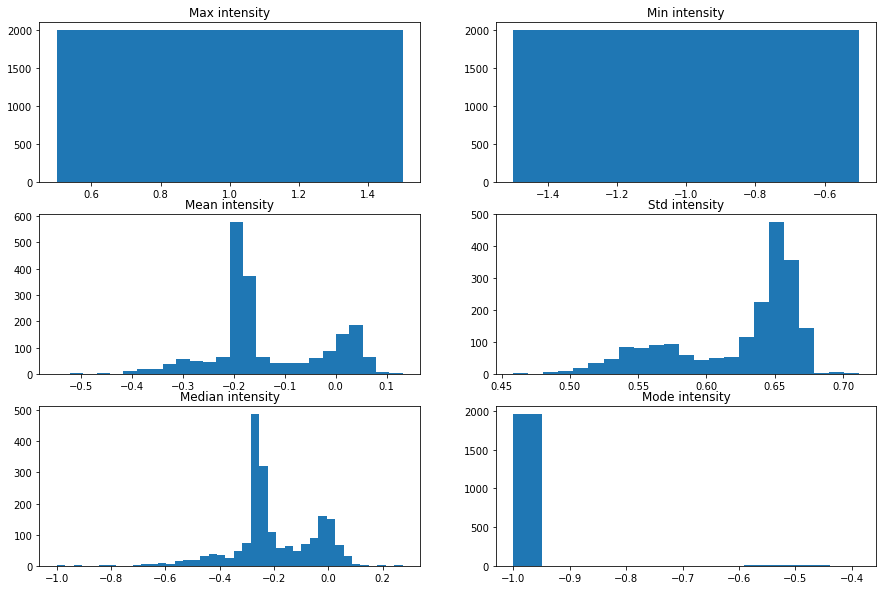 Max intensity
2000
1500
1000
500
0
0.6 0.8 1.0 1.2 1.4
Min intensity
2000
1500
1000
500
0
−1.4 −1.2 −1.0 −0.8 −0.6
Mean intensity
600
500
400
300
200
100
0
−0.5 −0.4 −0.3 −0.2 −0.1 0.0 0.1
Std intensity
500
400
300
200
100
0
0.45 0.50 0.55 0.60 0.65 0.70
Median intensity
500
400
300
200
100
0
−1.0 −0.8 −0.6 −0.4 −0.2 0.0 0.2
Mode intensity
2000
1500
1000
500
0
−1.0 −0.9 −0.8 −0.7 −0.6 −0.5 −0.4